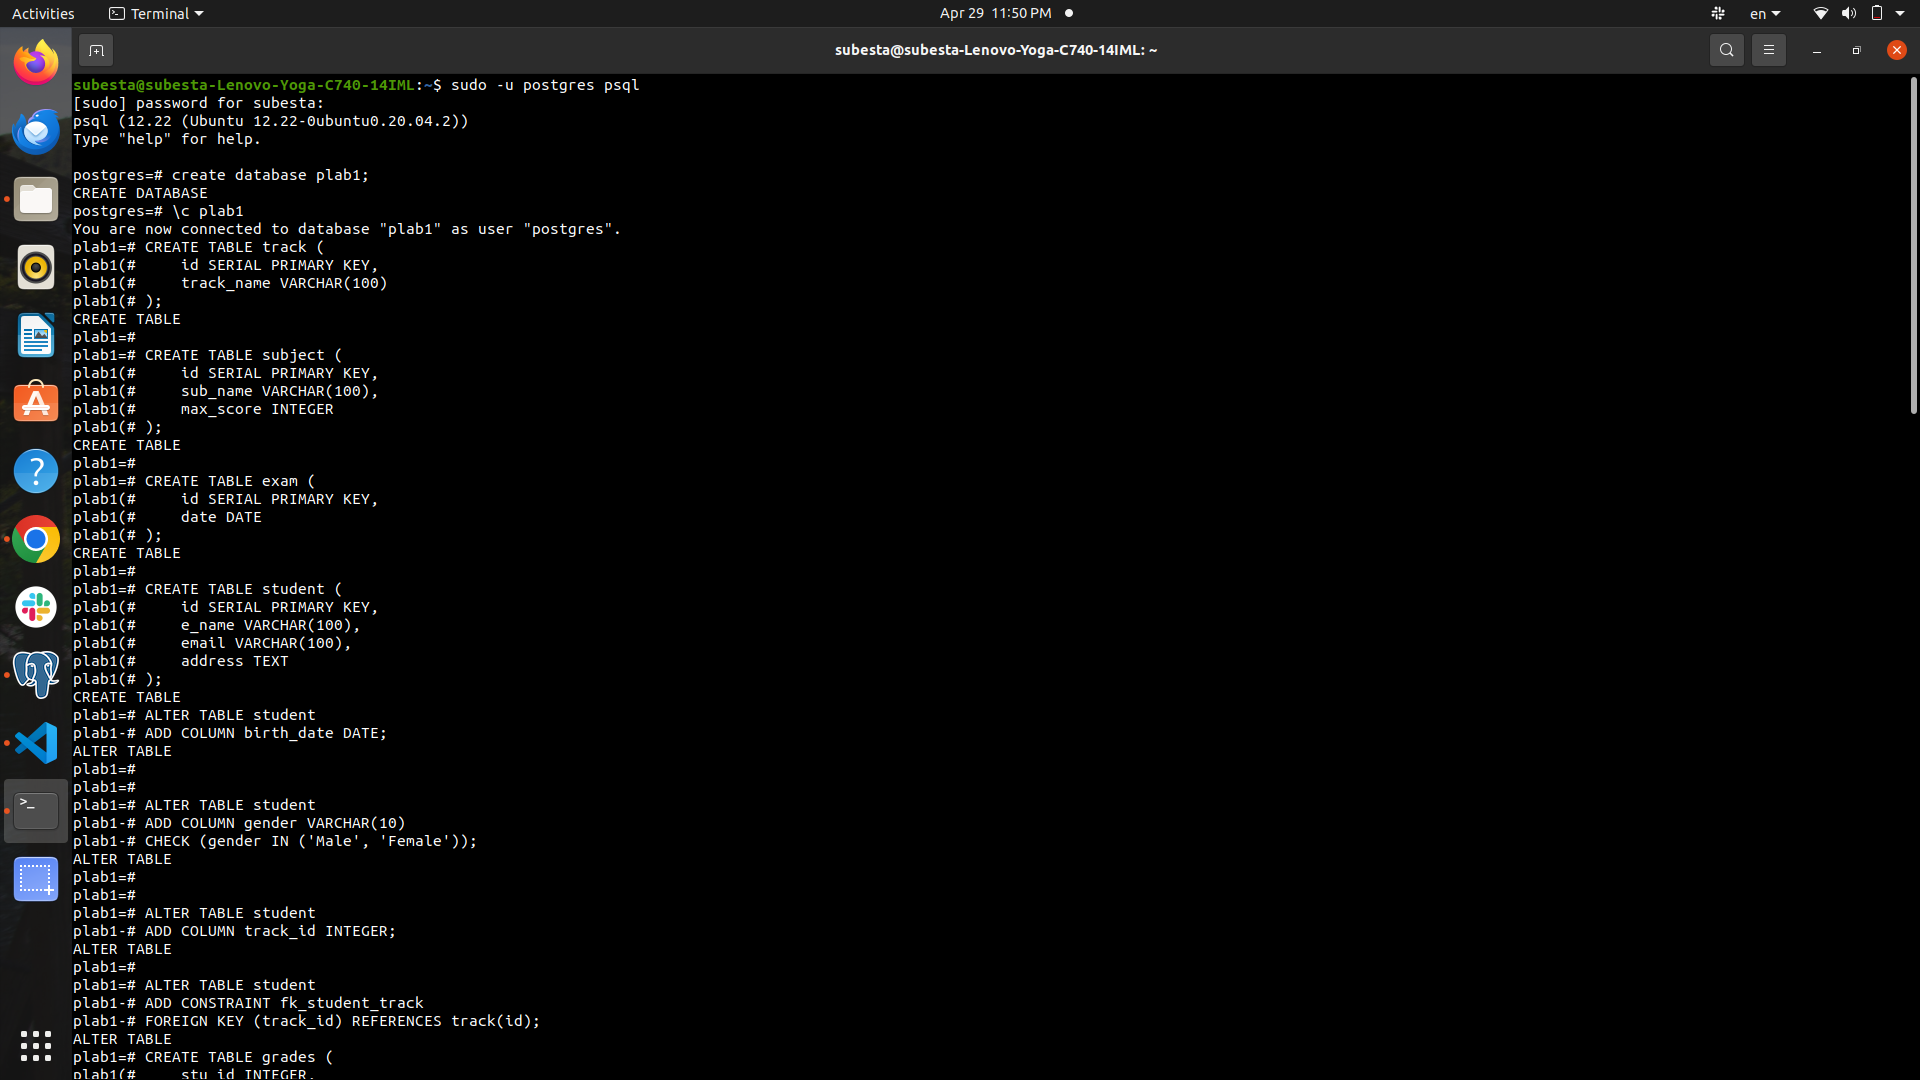 Activities
Terminal
Apr 29 11:50 PM
en
subesta@subesta-Lenovo-Yoga-C740-14IML: ~
subesta@subesta-Lenovo-Yoga-C740-14IML:~$ sudo -u postgres psql
[sudo] password for subesta:
psql (12.22 (Ubuntu 12.22-0ubuntu0.20.04.2))
Type "help" for help.
postgres=# create database plab1;
CREATE DATABASE
postgres=# \c plab1
You are now connected to database "plab1" as user "postgres".
plab1=# CREATE TABLE track (
plab1(#     id SERIAL PRIMARY KEY,
plab1(#     track_name VARCHAR(100)
plab1(# );
CREATE TABLE
plab1=#
plab1=# CREATE TABLE subject (
plab1(#     id SERIAL PRIMARY KEY,
plab1(#     sub_name VARCHAR(100),
plab1(#     max_score INTEGER
plab1(# );
CREATE TABLE
plab1=#
plab1=# CREATE TABLE exam (
plab1(#     id SERIAL PRIMARY KEY,
plab1(#     date DATE
plab1(# );
CREATE TABLE
plab1=#
plab1=# CREATE TABLE student (
plab1(#     id SERIAL PRIMARY KEY,
plab1(#     e_name VARCHAR(100),
plab1(#     email VARCHAR(100),
plab1(#     address TEXT
plab1(# );
CREATE TABLE
plab1=# ALTER TABLE student
plab1-# ADD COLUMN birth_date DATE;
ALTER TABLE
plab1=#
plab1=#
plab1=# ALTER TABLE student
plab1-# ADD COLUMN gender VARCHAR(10)
plab1-# CHECK (gender IN ('Male', 'Female'));
ALTER TABLE
plab1=#
plab1=#
plab1=# ALTER TABLE student
plab1-# ADD COLUMN track_id INTEGER;
ALTER TABLE
plab1=#
plab1=# ALTER TABLE student
plab1-# ADD CONSTRAINT fk_student_track
plab1-# FOREIGN KEY (track_id) REFERENCES track(id);
ALTER TABLE
plab1=# CREATE TABLE grades (
plab1(#     stu_id INTEGER,